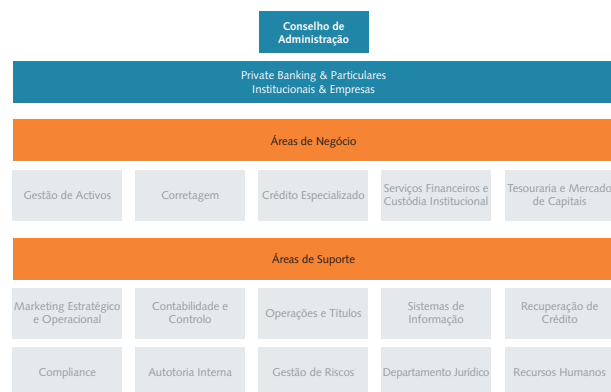 Conselho de
Administração
Private Banking & Particulares
Institucionais & Empresas
Áreas de Negócio
Gestão de Activos
Corretagem
Crédito Especializado
Serviços Financeiros e
Custódia Institucional
Tesouraria e Mercado
de Capitais
Áreas de Suporte
Marketing Estratégico
e Operacional
Contabilidade e
Controlo
Operações e Títulos
Sistemas de
Informação
Recuperação de
Crédito
Compliance
Autotoria Interna
Gestão de Riscos
Departamento Jurídico
Recursos Humanos